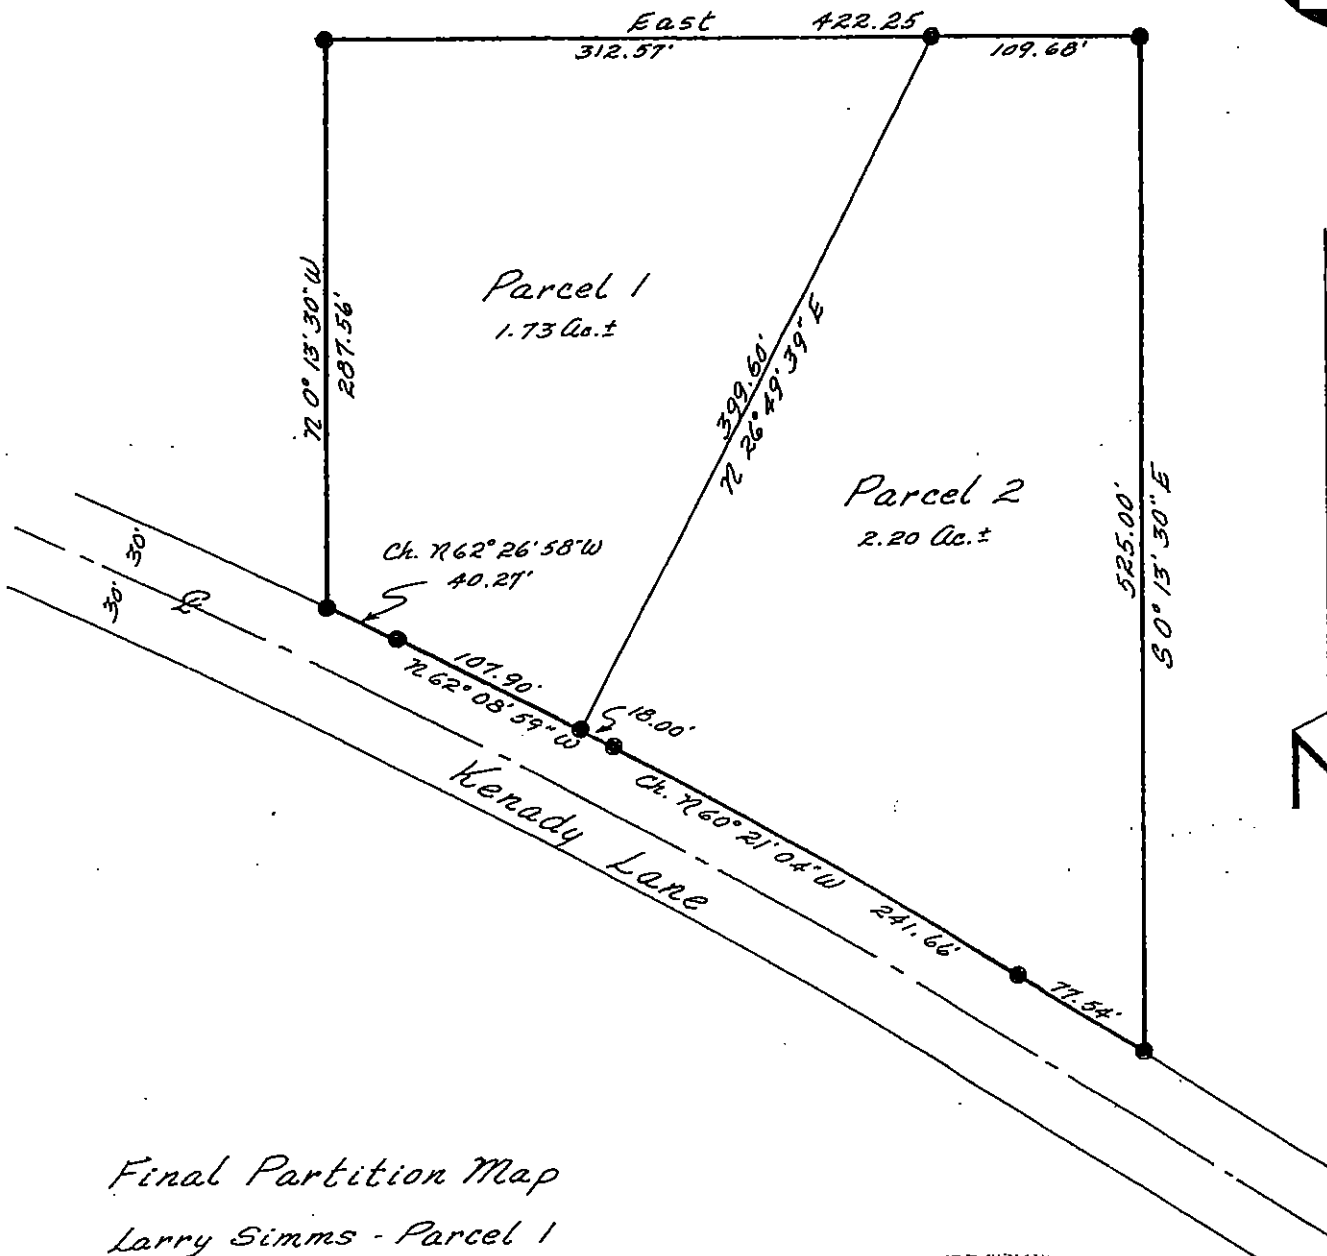 East 422.25
312.57'
109.68'
N 0° 13' 30" W
287.56'
Parcel 1
1.73 Ac.±
399.60'
N 26° 49' 39" E
Parcel 2
2.20 Ac.±
525.00'
S 0° 13' 30" E
Ch. N 62° 26' 58" W
40.27'
30'
30'
℄
107.90'
N 62° 08' 59" W
18.00'
Ch. N 60° 21' 04" W 241.66'
77.54'
Kenady Lane
Final Partition Map
Larry Simms - Parcel 1